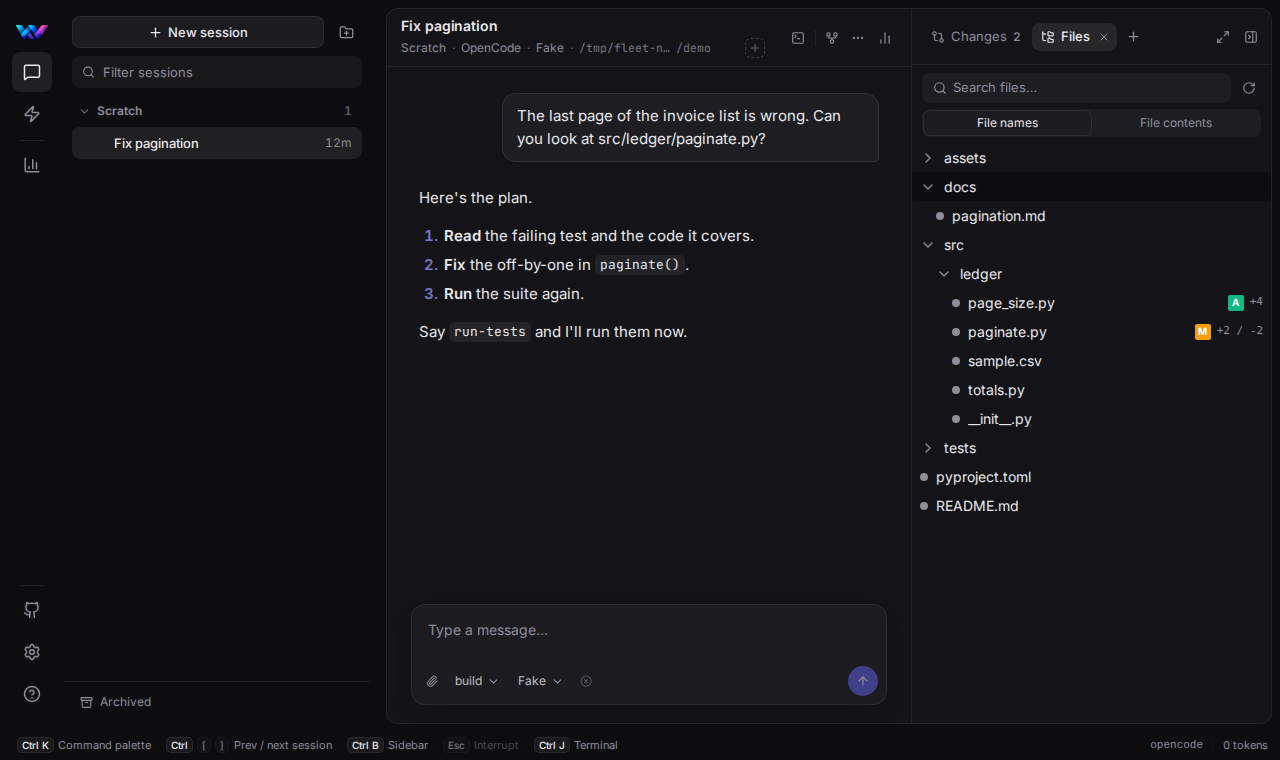 New session
Filter sessions
Scratch 1
Fix pagination 12m
Archived
Fix pagination
Scratch · OpenCode · Fake · /tmp/fleet-n… /demo
The last page of the invoice list is wrong. Can
you look at src/ledger/paginate.py?
Here's the plan.
1. Read the failing test and the code it covers.
2. Fix the off-by-one in paginate().
3. Run the suite again.
Say run-tests and I'll run them now.
Type a message...
build Fake
Changes 2 Files
Search files...
File names File contents
assets
docs
pagination.md
src
ledger
page_size.py A +4
paginate.py M +2 / -2
sample.csv
totals.py
__init__.py
tests
pyproject.toml
README.md
Ctrl K Command palette Ctrl [ ] Prev / next session Ctrl B Sidebar Esc Interrupt Ctrl J Terminal opencode 0 tokens